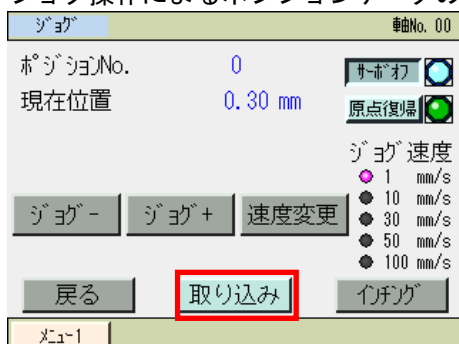 ジョグ操作によるポジションデータの
ｼﾞｮｸﾞ 軸No. 00
ﾎﾟｼﾞｼｮﾝNo. 0 ｻｰﾎﾞｵﾌ
現在位置 0.30 mm 原点復帰
ｼﾞｮｸﾞ速度
1 mm/s
10 mm/s
ｼﾞｮｸﾞ- ｼﾞｮｸﾞ+ 速度変更 30 mm/s
50 mm/s
100 mm/s
戻る 取り込み ｲﾝﾁﾝｸﾞ
ﾒﾆｭｰ1